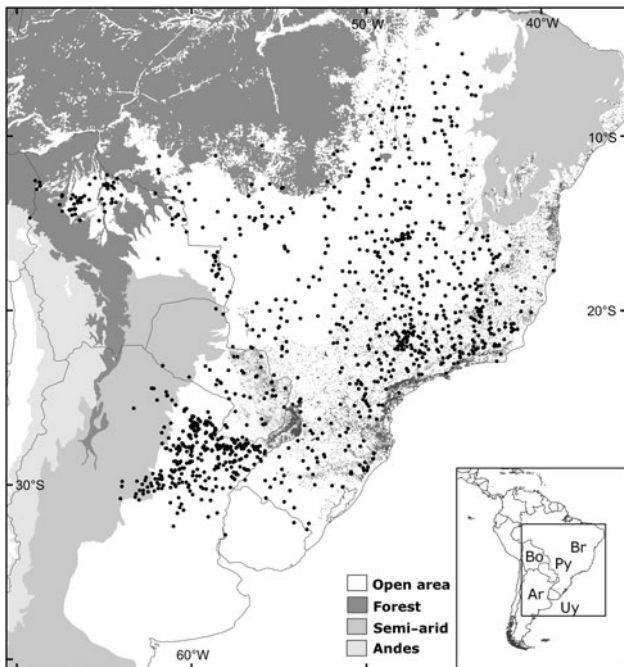 50°W
40°W
10°S
20°S
30°S
60°W
Open area
Forest
Semi-arid
Andes
Br
Bo
Py
Ar
Uy